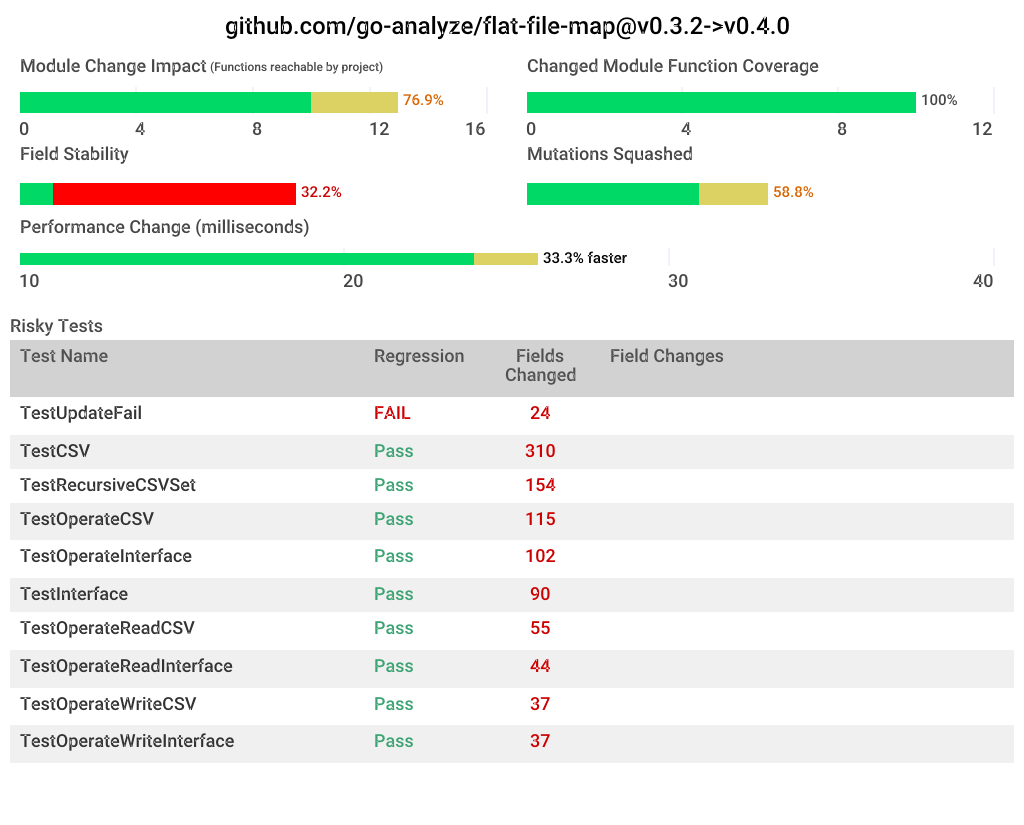 github.com/go-analyze/flat-file-map@v0.3.2->v0.4.0
Module Change Impact (Functions reachable by project)
76.9%
0 4 8 12 16
Changed Module Function Coverage
100%
0 4 8 12
Field Stability
32.2%
Mutations Squashed
58.8%
Performance Change (milliseconds)
33.3% faster
10 20 30 40
Risky Tests
Test Name Regression Fields Changed Field Changes
TestUpdateFail FAIL 24
TestCSV Pass 310
TestRecursiveCSVSet Pass 154
TestOperateCSV Pass 115
TestOperateInterface Pass 102
TestInterface Pass 90
TestOperateReadCSV Pass 55
TestOperateReadInterface Pass 44
TestOperateWriteCSV Pass 37
TestOperateWriteInterface Pass 37